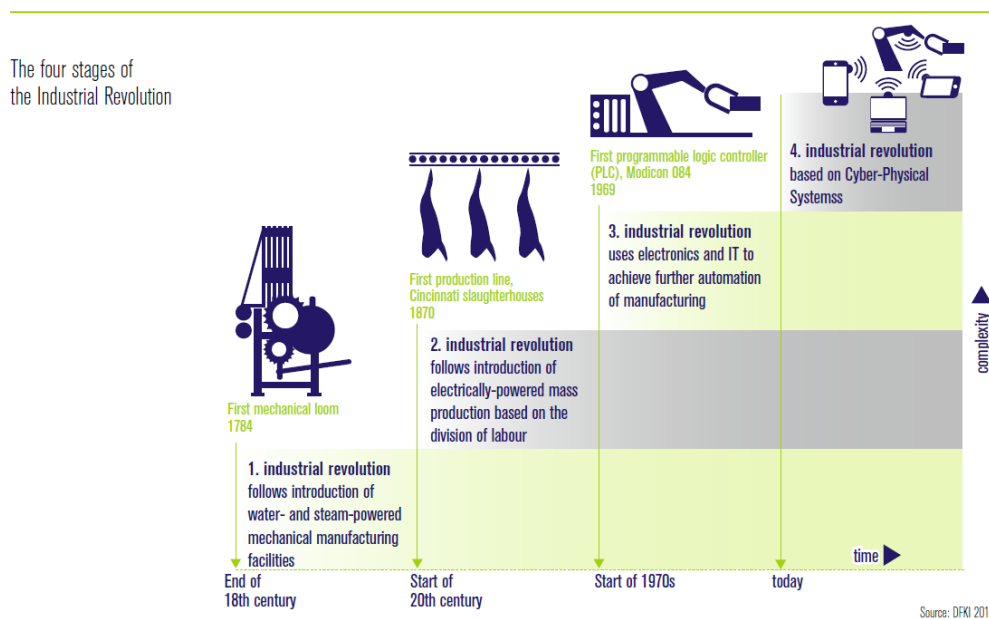 The four stages of
the Industrial Revolution
First programmable logic controller
(PLC), Modicon 084
1969
4. industrial revolution
based on Cyber-Physical
Systemss
3. industrial revolution
uses electronics and IT to
achieve further automation
of manufacturing
First production line,
Cincinnati slaughterhouses
1870
2. industrial revolution
follows introduction of
electrically-powered mass
production based on the
division of labour
First mechanical loom
1784
1. industrial revolution
follows introduction of
water- and steam-powered
mechanical manufacturing
facilities
complexity
time
End of
18th century
Start of
20th century
Start of 1970s
today
Source: DFKI 201